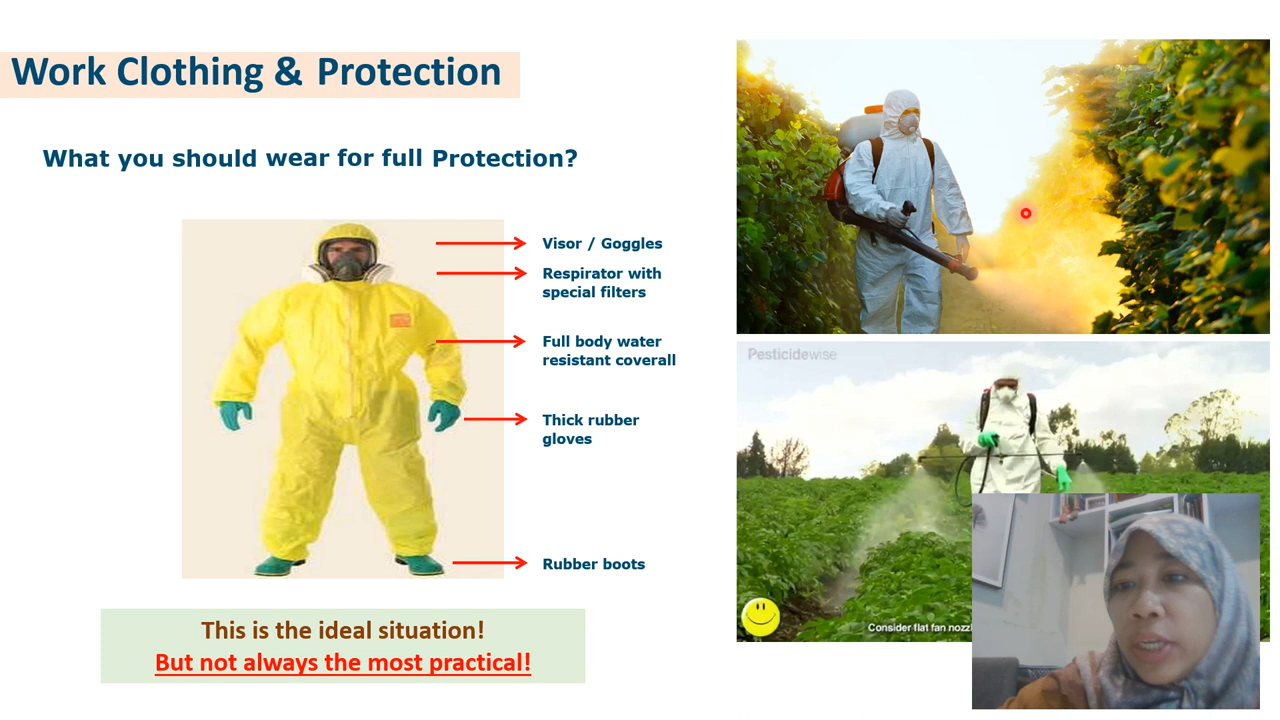 Work Clothing & Protection
What you should wear for full Protection?
Visor / Goggles
Respirator with
special filters
Full body water
resistant coverall
Thick rubber
gloves
Rubber boots
This is the ideal situation!
But not always the most practical!
Pesticidewise
Consider flat fan